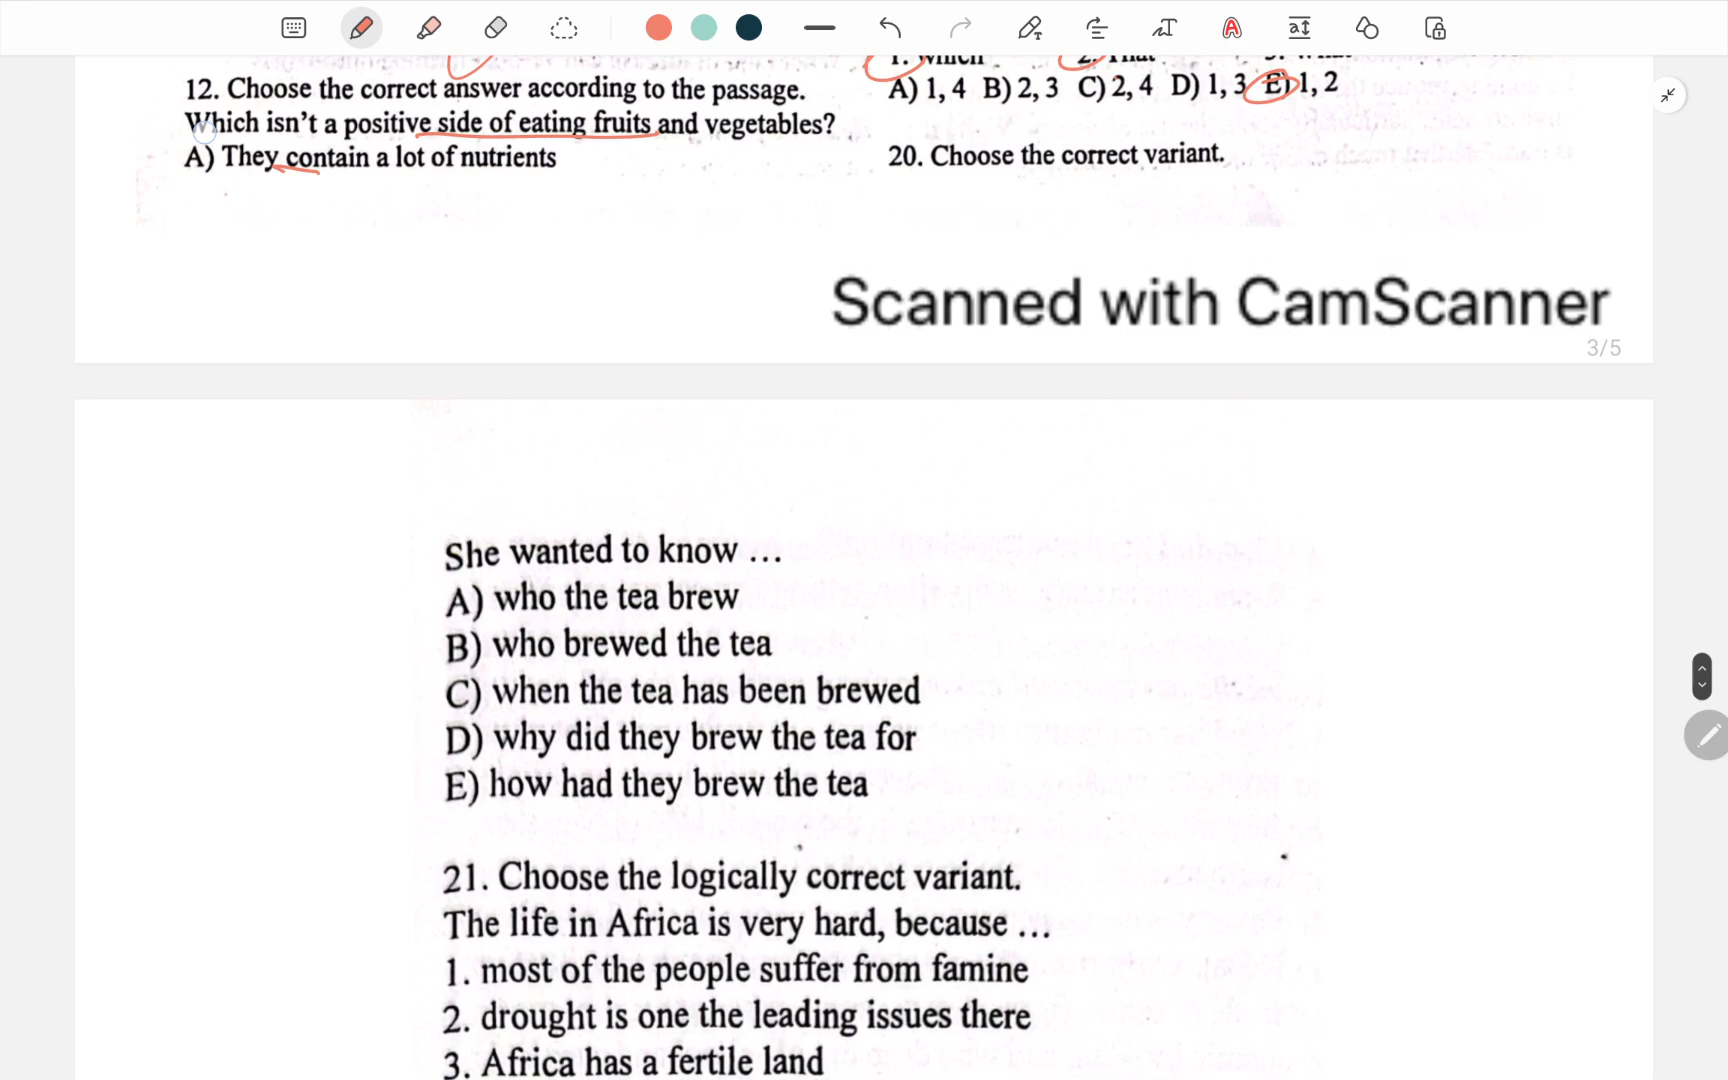 12. Choose the correct answer according to the passage.
Which isn't a positive side of eating fruits and vegetables?
A) They contain a lot of nutrients
1. which 2.
A) 1, 4 B) 2, 3 C) 2, 4 D) 1, 3 E) 1, 2
20. Choose the correct variant.
Scanned with CamScanner
3/5
She wanted to know ...
A) who the tea brew
B) who brewed the tea
C) when the tea has been brewed
D) why did they brew the tea for
E) how had they brew the tea
21. Choose the logically correct variant.
The life in Africa is very hard, because ...
1. most of the people suffer from famine
2. drought is one the leading issues there
3. Africa has a fertile land